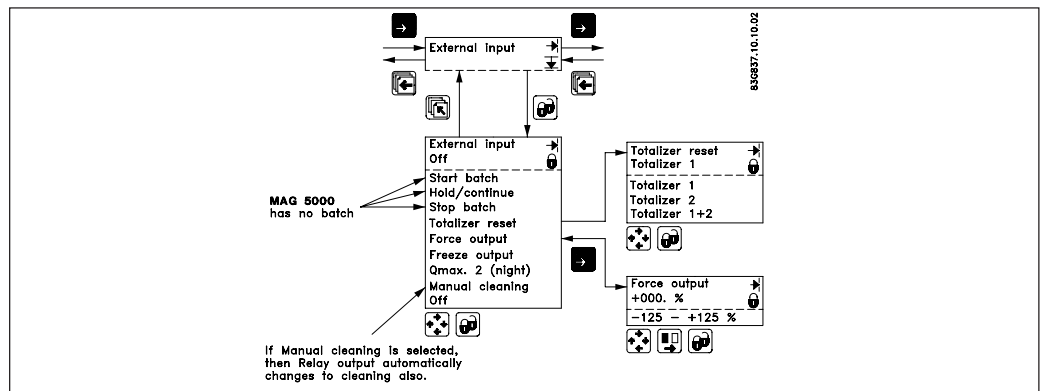 External input
83G837.10.10.02
External input
Off
Start batch
Hold/continue
Stop batch
Totalizer reset
Force output
Freeze output
Qmax. 2 (night)
Manual cleaning
Off
MAG 5000
has no batch
If Manual cleaning is selected,
then Relay output automatically
changes to cleaning also.
Totalizer reset
Totalizer 1
Totalizer 1
Totalizer 2
Totalizer 1+2
Force output
+000. %
-125 - +125 %